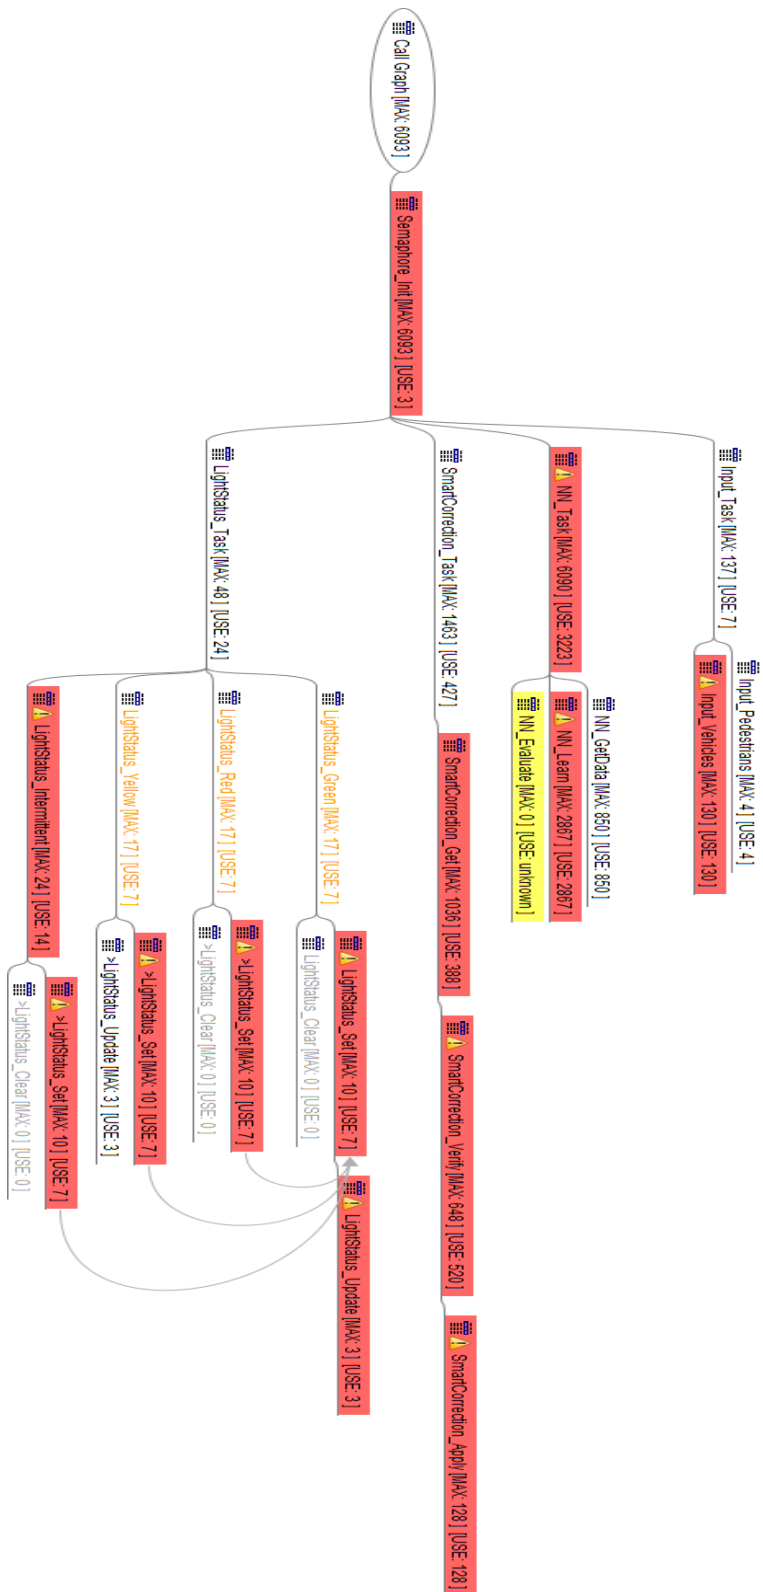 Call Graph [MAX: 6093]
Semaphore_Init [MAX: 6093] [USE: 3]
Input_Task [MAX: 137] [USE: 7]
Input_Pedestrians [MAX: 4] [USE: 4]
Input_Vehicles [MAX: 130] [USE: 130]
NN_Task [MAX: 6090] [USE: 3223]
NN_GetData [MAX: 850] [USE: 850]
NN_Learn [MAX: 2867] [USE: 2867]
NN_Evaluate [MAX: 0] [USE: unknown]
SmartCorrection_Task [MAX: 1463] [USE: 427]
SmartCorrection_Get [MAX: 1036] [USE: 388]
SmartCorrection_Verify [MAX: 648] [USE: 520]
SmartCorrection_Apply [MAX: 128] [USE: 128]
LightStatus_Task [MAX: 48] [USE: 24]
LightStatus_Green [MAX: 17] [USE: 7]
LightStatus_Set [MAX: 10] [USE: 7]
LightStatus_Update [MAX: 3] [USE: 3]
LightStatus_Clear [MAX: 0] [USE: 0]
LightStatus_Red [MAX: 17] [USE: 7]
>LightStatus_Set [MAX: 10] [USE: 7]
>LightStatus_Clear [MAX: 0] [USE: 0]
LightStatus_Yellow [MAX: 17] [USE: 7]
>LightStatus_Set [MAX: 10] [USE: 7]
>LightStatus_Update [MAX: 3] [USE: 3]
LightStatus_Intermittent [MAX: 24] [USE: 14]
>LightStatus_Set [MAX: 10] [USE: 7]
>LightStatus_Clear [MAX: 0] [USE: 0]